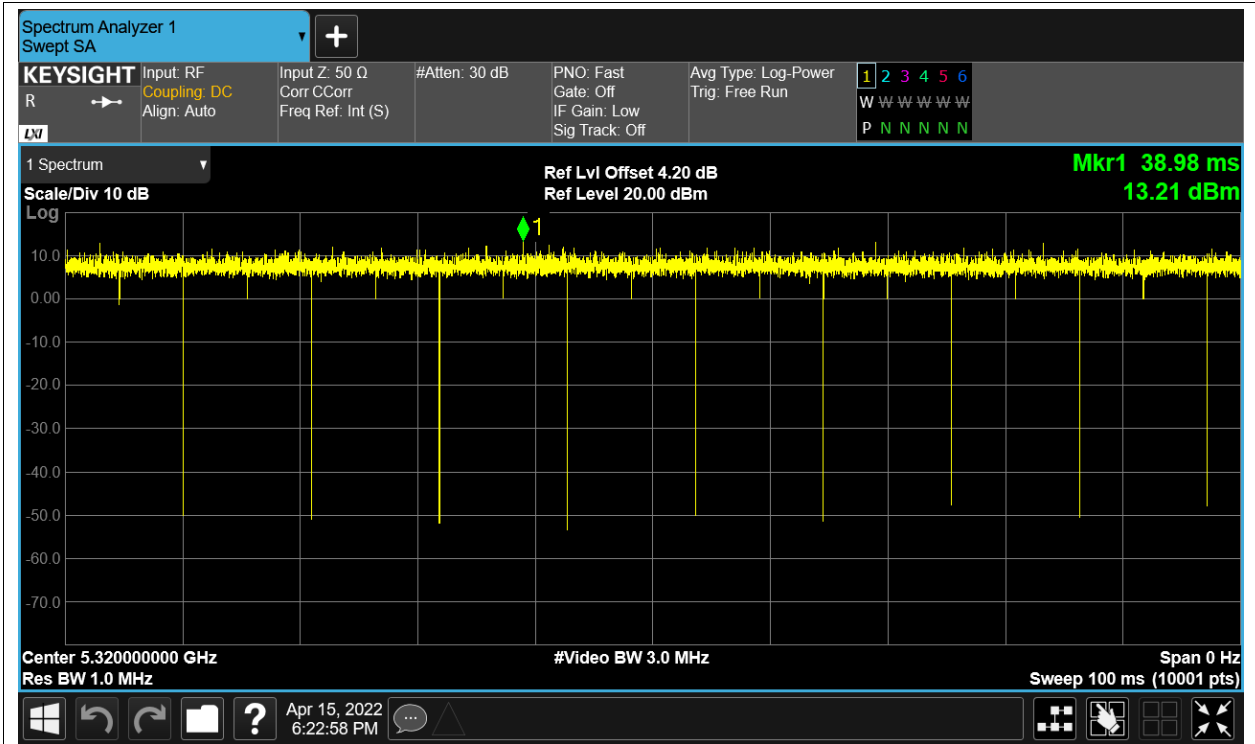 Spectrum Analyzer 1
Swept SA
KEYSIGHT
R
LXI
Input: RF
Coupling: DC
Align: Auto
Input Z: 50 Ω
Corr CCorr
Freq Ref: Int (S)
#Atten: 30 dB
PNO: Fast
Gate: Off
IF Gain: Low
Sig Track: Off
Avg Type: Log-Power
Trig: Free Run
1 2 3 4 5 6
W W W W W W
P N N N N N
1 Spectrum
Scale/Div 10 dB
Log
Ref Lvl Offset 4.20 dB
Ref Level 20.00 dBm
Mkr1 38.98 ms
13.21 dBm
1
10.0
0.00
-10.0
-20.0
-30.0
-40.0
-50.0
-60.0
-70.0
Center 5.320000000 GHz
Res BW 1.0 MHz
#Video BW 3.0 MHz
Span 0 Hz
Sweep 100 ms (10001 pts)
?
Apr 15, 2022
6:22:58 PM